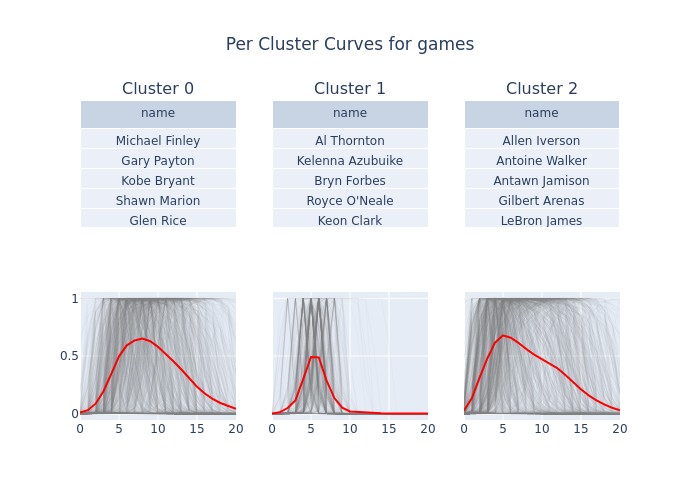 Per Cluster Curves for games
Cluster 0
name
Michael Finley
Gary Payton
Kobe Bryant
Shawn Marion
Glen Rice
Cluster 1
name
Al Thornton
Kelenna Azubuike
Bryn Forbes
Royce O'Neale
Keon Clark
Cluster 2
name
Allen Iverson
Antoine Walker
Antawn Jamison
Gilbert Arenas
LeBron James
1
0.5
0
0 5 10 15 20
0 5 10 15 20
0 5 10 15 20